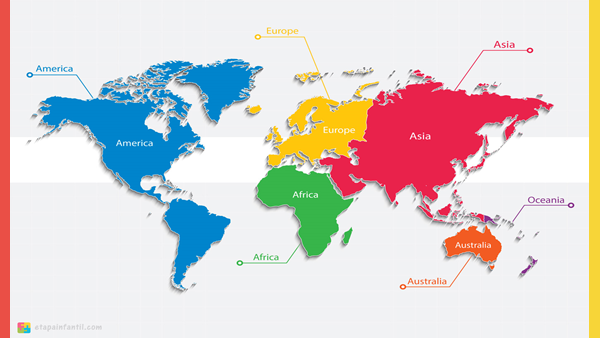 Europe
Asia
America
America
Europe
Asia
Africa
Oceania
Australia
Africa
Australia
etapainfantil.com